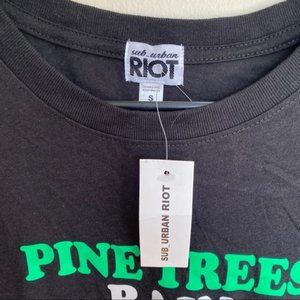 sub_urban
RIOT
S
SUB_URBAN RIOT
PINE TREES